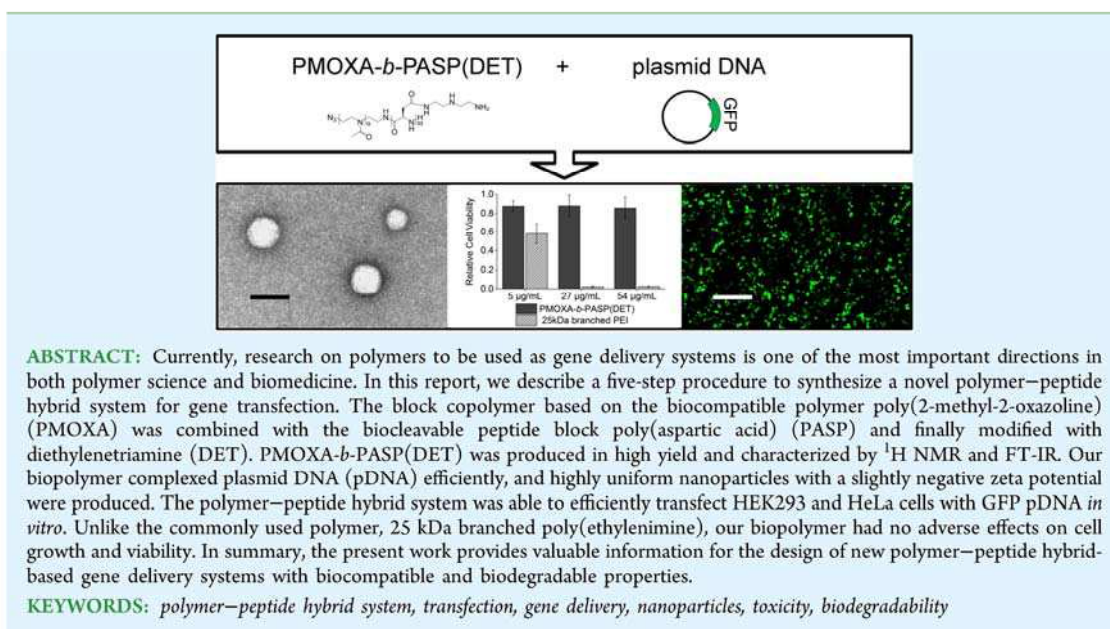 PMOXA-b-PASP(DET) + plasmid DNA
N₃
N
O
O
N
H
O
H
N
N
H
H
N
NH₂
GFP
Relative Cell Viability
1.0
0.8
0.6
0.4
0.2
0.0
5 µg/mL 27 µg/mL 54 µg/mL
PMOXA-b-PASP(DET)
25kDa branched PEI
ABSTRACT: Currently, research on polymers to be used as gene delivery systems is one of the most important directions in
both polymer science and biomedicine. In this report, we describe a five-step procedure to synthesize a novel polymer−peptide
hybrid system for gene transfection. The block copolymer based on the biocompatible polymer poly(2-methyl-2-oxazoline)
(PMOXA) was combined with the biocleavable peptide block poly(aspartic acid) (PASP) and finally modified with
diethylenetriamine (DET). PMOXA-b-PASP(DET) was produced in high yield and characterized by ¹H NMR and FT-IR. Our
biopolymer complexed plasmid DNA (pDNA) efficiently, and highly uniform nanoparticles with a slightly negative zeta potential
were produced. The polymer−peptide hybrid system was able to efficiently transfect HEK293 and HeLa cells with GFP pDNA in
vitro. Unlike the commonly used polymer, 25 kDa branched poly(ethylenimine), our biopolymer had no adverse effects on cell
growth and viability. In summary, the present work provides valuable information for the design of new polymer−peptide hybrid-
based gene delivery systems with biocompatible and biodegradable properties.
KEYWORDS: polymer−peptide hybrid system, transfection, gene delivery, nanoparticles, toxicity, biodegradability